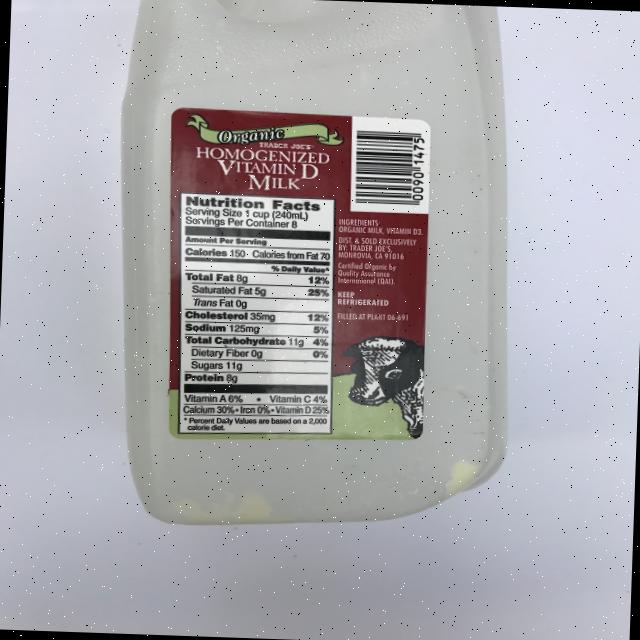 Organic
TRADER JOE'S
HOMOGENIZED
VITAMIN D
MILK
0090 1475
Nutrition Facts
Serving Size 1 cup (240mL)
Servings Per Container 8
Amount Per Serving
Calories 150 · Calories from Fat 70
% Daily Value*
Total Fat 8g 12%
Saturated Fat 5g 25%
Trans Fat 0g
Cholesterol 35mg 12%
Sodium 125mg 5%
Total Carbohydrate 11g 4%
Dietary Fiber 0g 0%
Sugars 11g
Protein 8g
Vitamin A 6% • Vitamin C 4%
Calcium 30% • Iron 0% • Vitamin D 25%
* Percent Daily Values are based on a 2,000
calorie diet.
INGREDIENTS:
ORGANIC MILK, VITAMIN D3.
DIST. & SOLD EXCLUSIVELY
BY: TRADER JOE'S,
MONROVIA, CA 91016
Certified Organic by
Quality Assurance
International (QAI).
KEEP
REFRIGERATED
FILLED AT PLANT 06-691